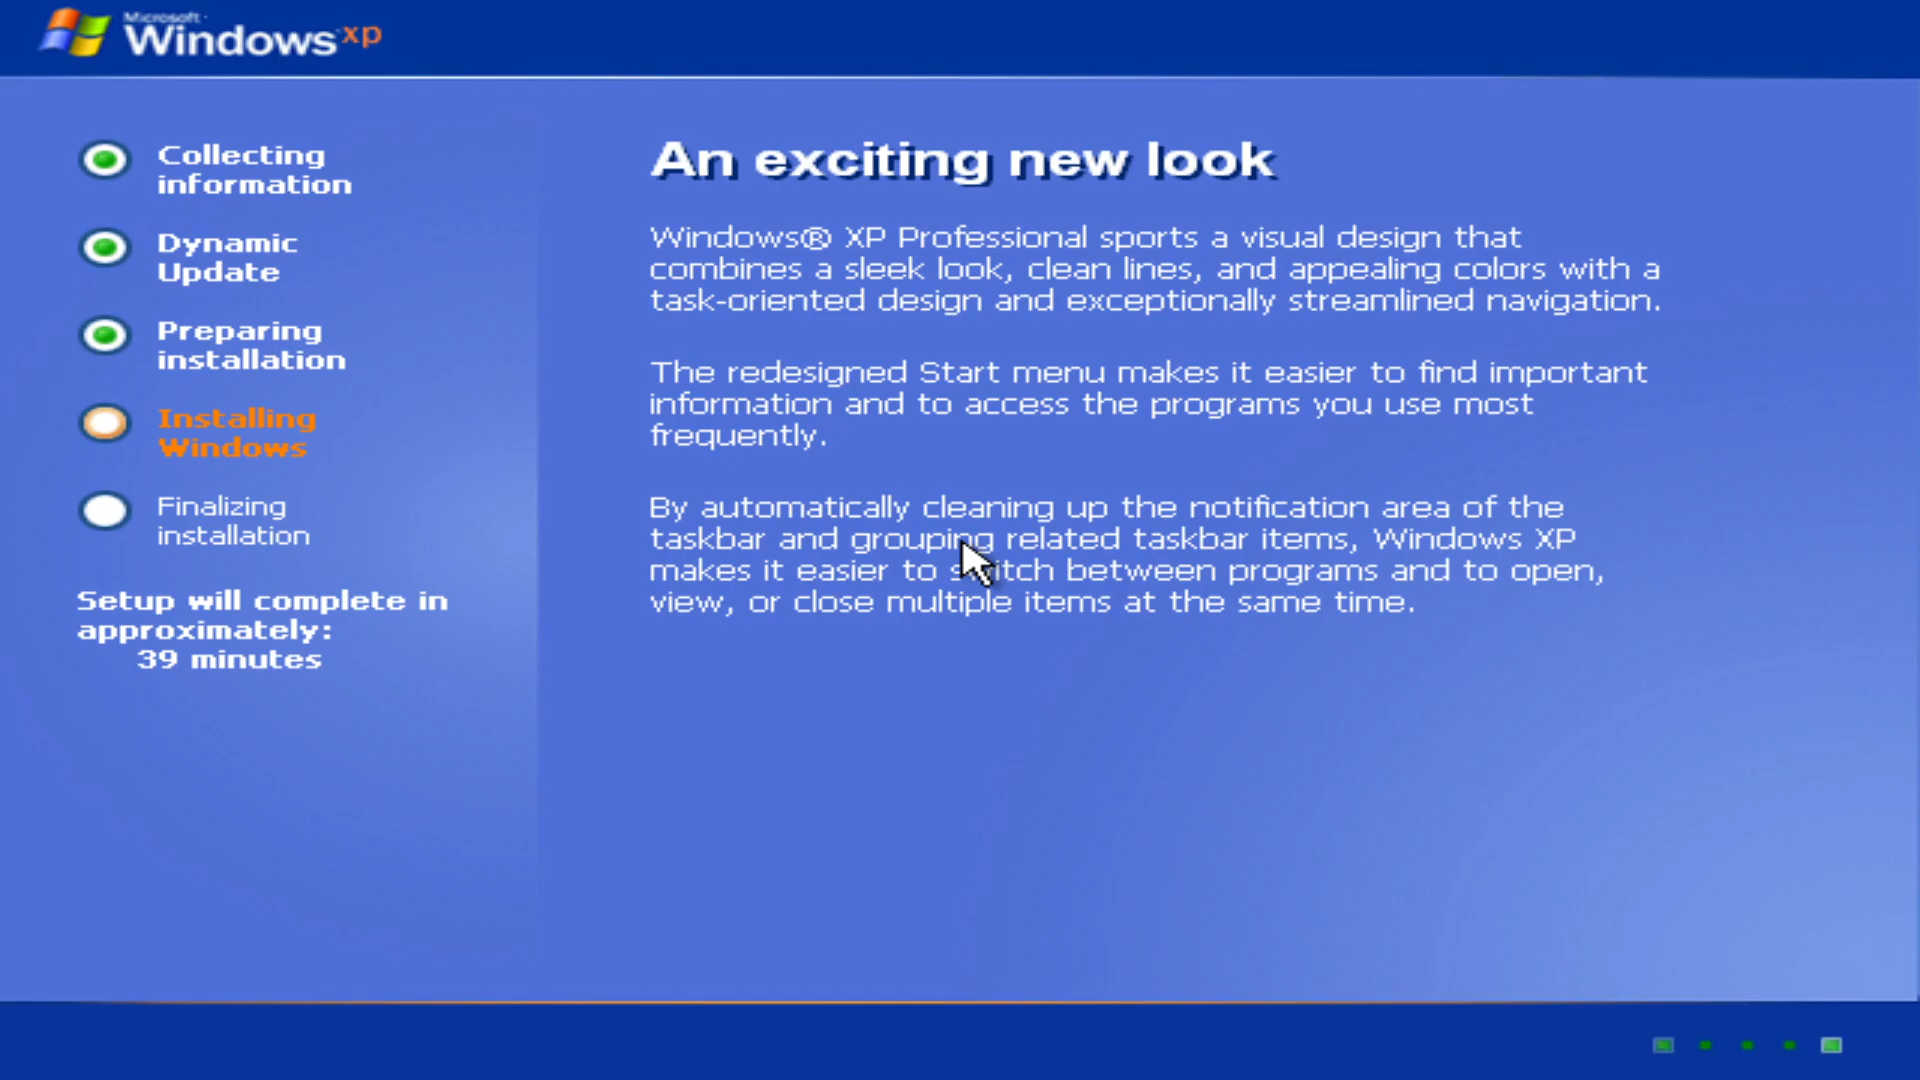 Microsoft
Windows xp
Collecting
information
Dynamic
Update
Preparing
installation
Installing
Windows
Finalizing
installation
Setup will complete in
approximately:
39 minutes
An exciting new look
Windows® XP Professional sports a visual design that
combines a sleek look, clean lines, and appealing colors with a
task-oriented design and exceptionally streamlined navigation.
The redesigned Start menu makes it easier to find important
information and to access the programs you use most
frequently.
By automatically cleaning up the notification area of the
taskbar and grouping related taskbar items, Windows XP
makes it easier to switch between programs and to open,
view, or close multiple items at the same time.